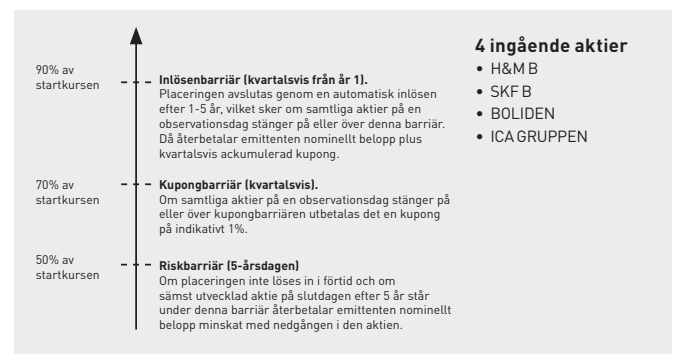 90% av
startkursen
Inlösenbarriär (kvartalsvis från år 1).
Placeringen avslutas genom en automatisk inlösen
efter 1-5 år, vilket sker om samtliga aktier på en
observationsdag stänger på eller över denna barriär.
Då återbetalar emittenten nominellt belopp plus
kvartalsvis ackumulerad kupong.
70% av
startkursen
Kupongbarriär (kvartalsvis).
Om samtliga aktier på en observationsdag stänger på
eller över kupongbarriären utbetalas det en kupong
på indikativt 1%.
50% av
startkursen
Riskbarriär (5-årsdagen)
Om placeringen inte löses in i förtid och om
sämst utvecklad aktie på slutdagen efter 5 år står
under denna barriär återbetalar emittenten nominellt
belopp minskat med nedgången i den aktien.
4 ingående aktier
• H&M B
• SKF B
• BOLIDEN
• ICA GRUPPEN